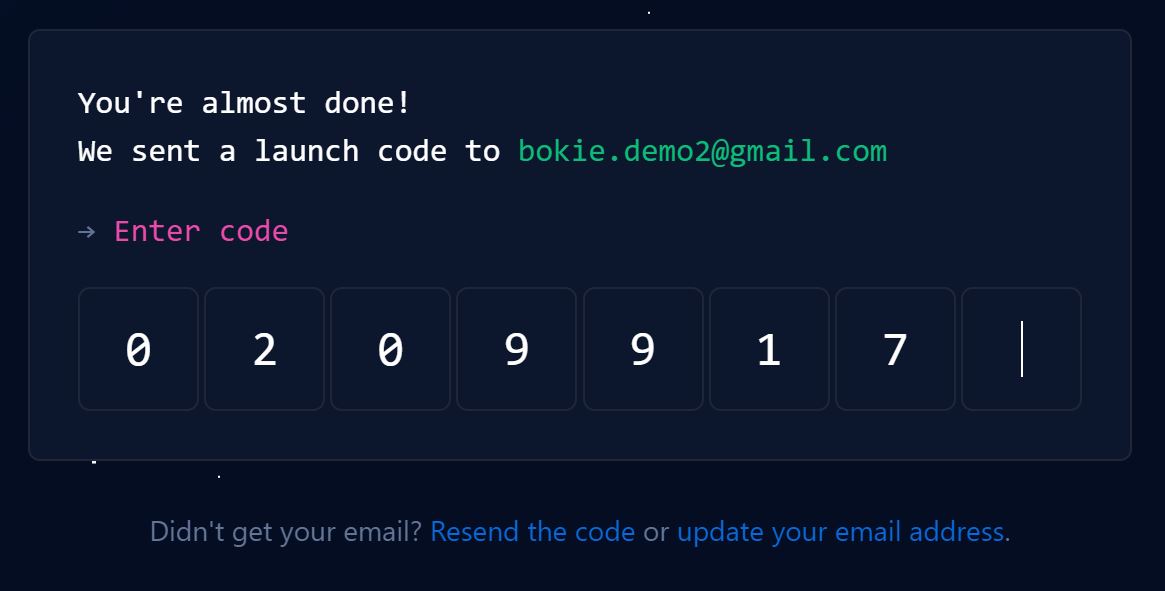 You're almost done!
We sent a launch code to bokie.demo2@gmail.com
→ Enter code
0 2 0 9 9 1 7
Didn't get your email? Resend the code or update your email address.